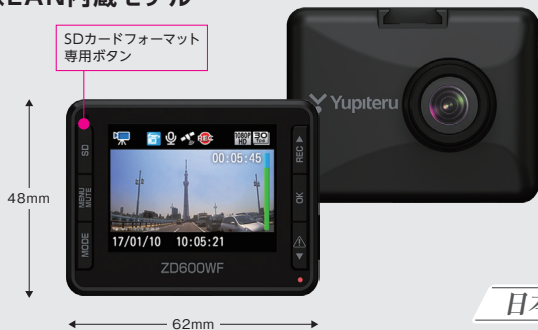 LAN内蔵モデル
SDカードフォーマット
専用ボタン
Yupiteru
48mm
SD
MENU
MUTE
MODE
REC
1080P
HD
30
00:05:45
17/01/10 10:05:21
REC ▲
OK
▼
ZD600WF
62mm
日本